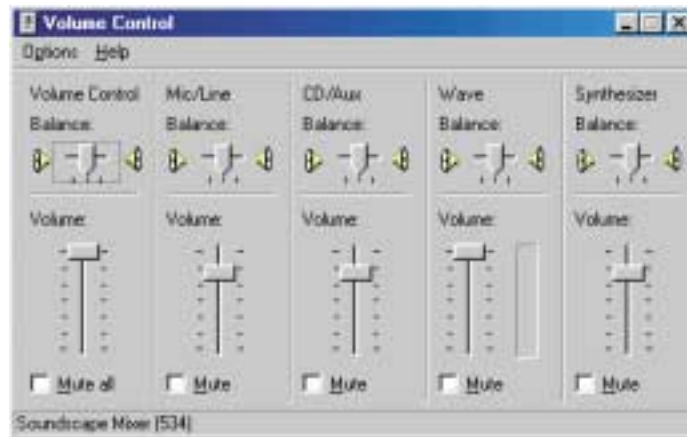 Volume Control
Options Help
Volume Control Mic/Line CD/Aux Wave Synthesizer
Balance: Balance: Balance: Balance: Balance:
Volume: Volume: Volume: Volume: Volume:
Mute all Mute Mute Mute Mute
Soundscape Mixer (534)